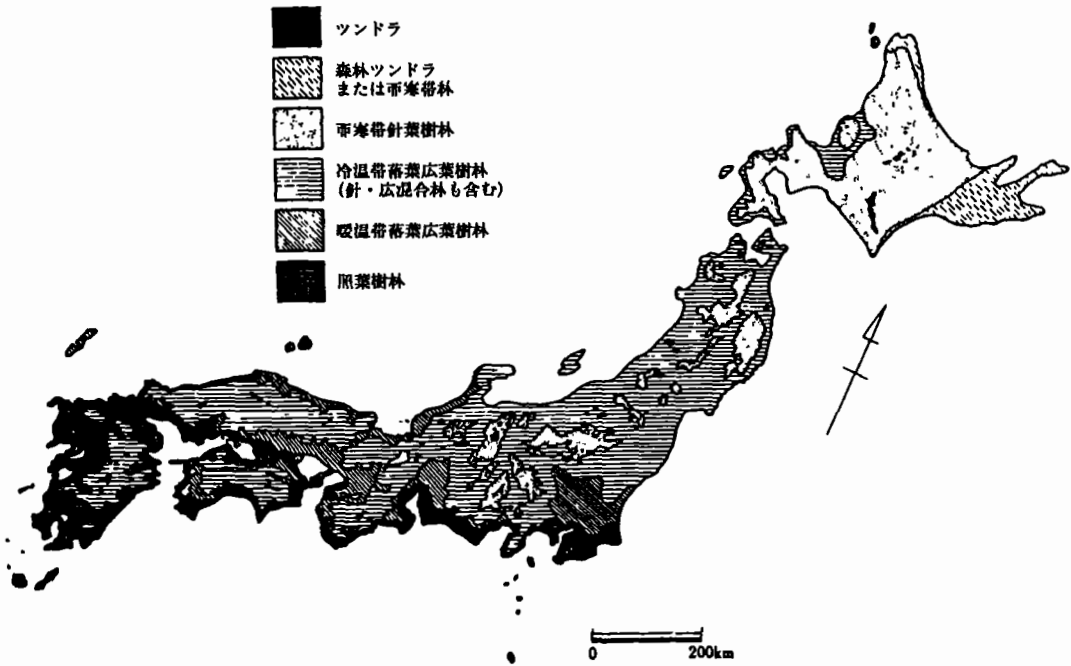 ツンドラ
森林ツンドラ
または亜寒帯林
亜寒帯針葉樹林
冷温帯落葉広葉樹林
(針・広混合林も含む)
暖温帯落葉広葉樹林
照葉樹林
0 200km